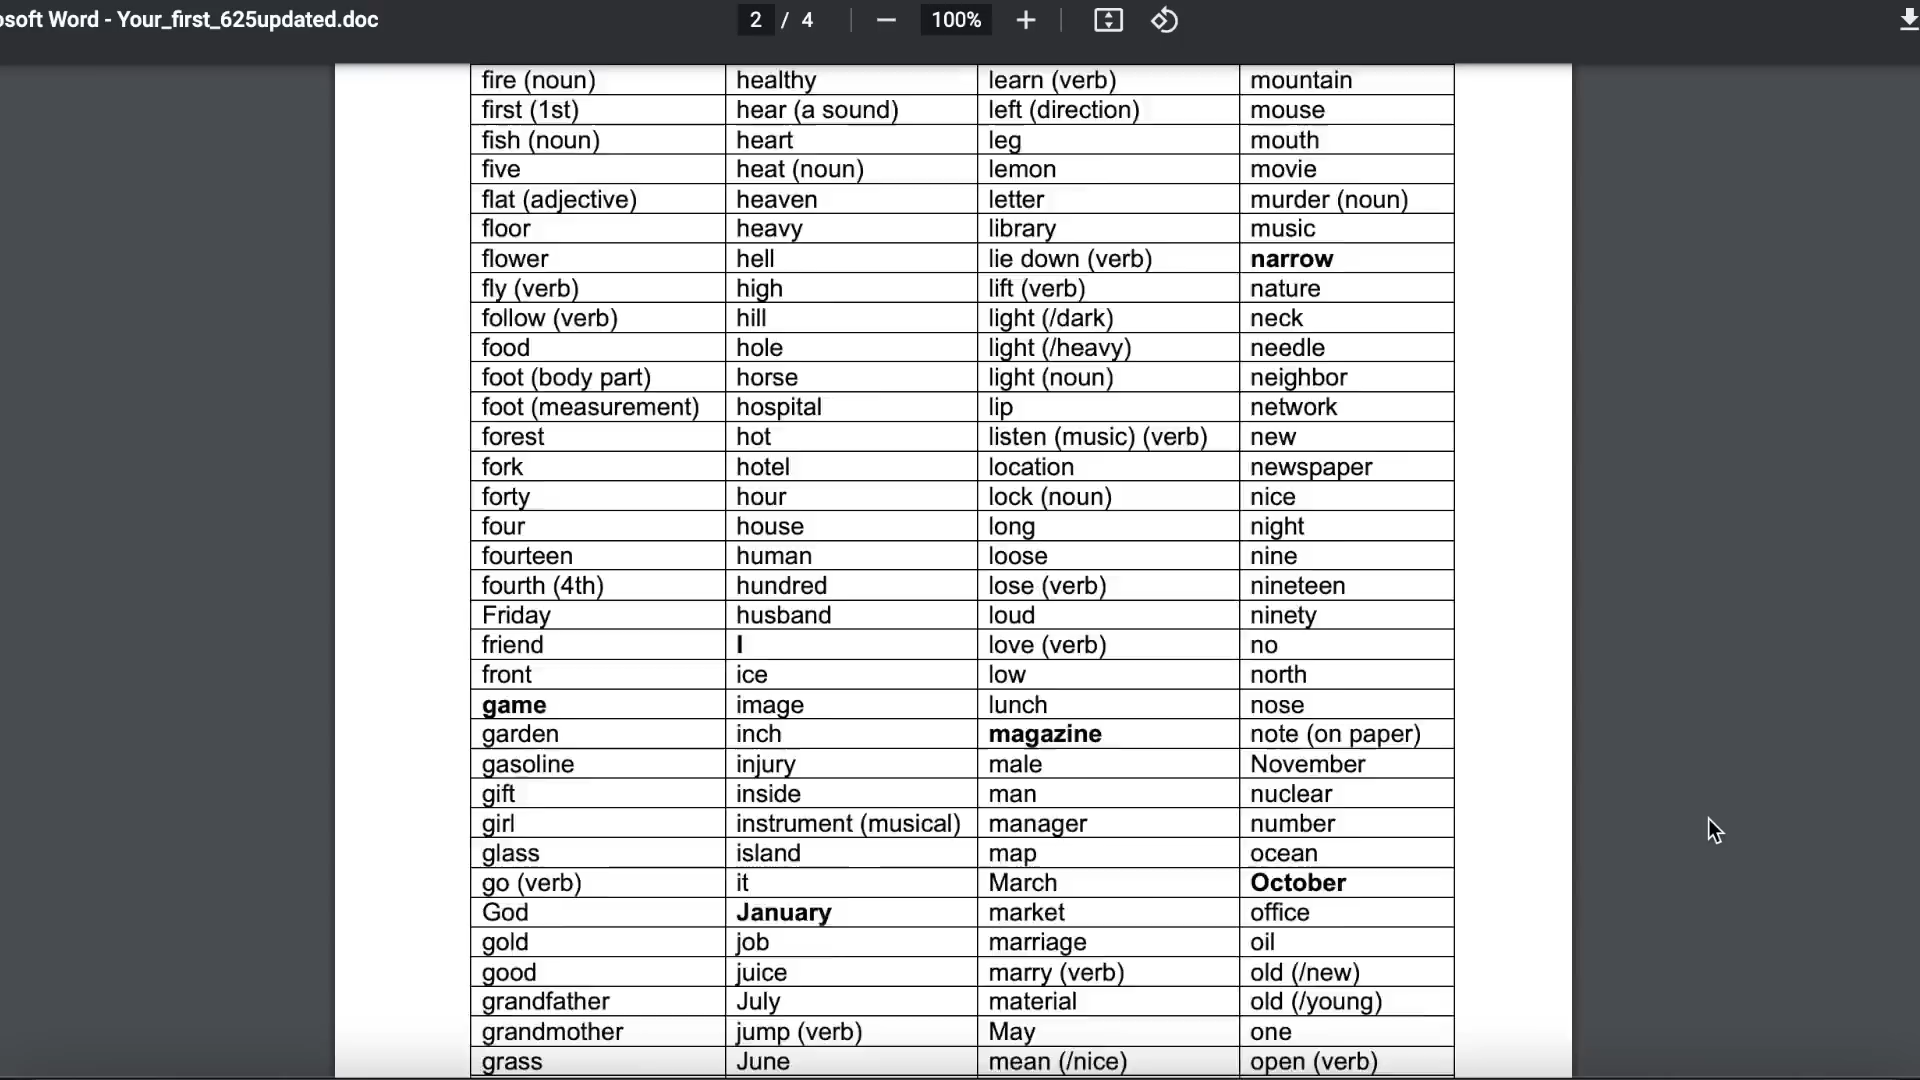 osoft Word - Your_first_625updated.doc 2 / 4 100%
fire (noun) healthy learn (verb) mountain
first (1st) hear (a sound) left (direction) mouse
fish (noun) heart leg mouth
five heat (noun) lemon movie
flat (adjective) heaven letter murder (noun)
floor heavy library music
flower hell lie down (verb) narrow
fly (verb) high lift (verb) nature
follow (verb) hill light (/dark) neck
food hole light (/heavy) needle
foot (body part) horse light (noun) neighbor
foot (measurement) hospital lip network
forest hot listen (music) (verb) new
fork hotel location newspaper
forty hour lock (noun) nice
four house long night
fourteen human loose nine
fourth (4th) hundred lose (verb) nineteen
Friday husband loud ninety
friend I love (verb) no
front ice low north
game image lunch nose
garden inch magazine note (on paper)
gasoline injury male November
gift inside man nuclear
girl instrument (musical) manager number
glass island map ocean
go (verb) it March October
God January market office
gold job marriage oil
good juice marry (verb) old (/new)
grandfather July material old (/young)
grandmother jump (verb) May one
grass June mean (/nice) open (verb)